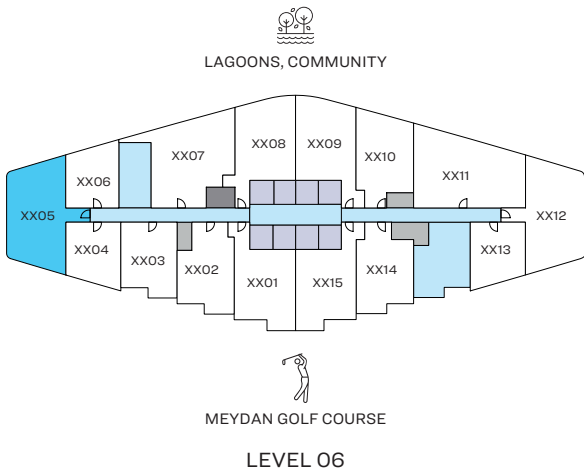 LAGOONS, COMMUNITY
XX08 XX09
XX07 XX10
XX06 XX11
XX05 XX12
XX04 XX03 XX02 XX14 XX13
XX01 XX15
MEYDAN GOLF COURSE
LEVEL 06